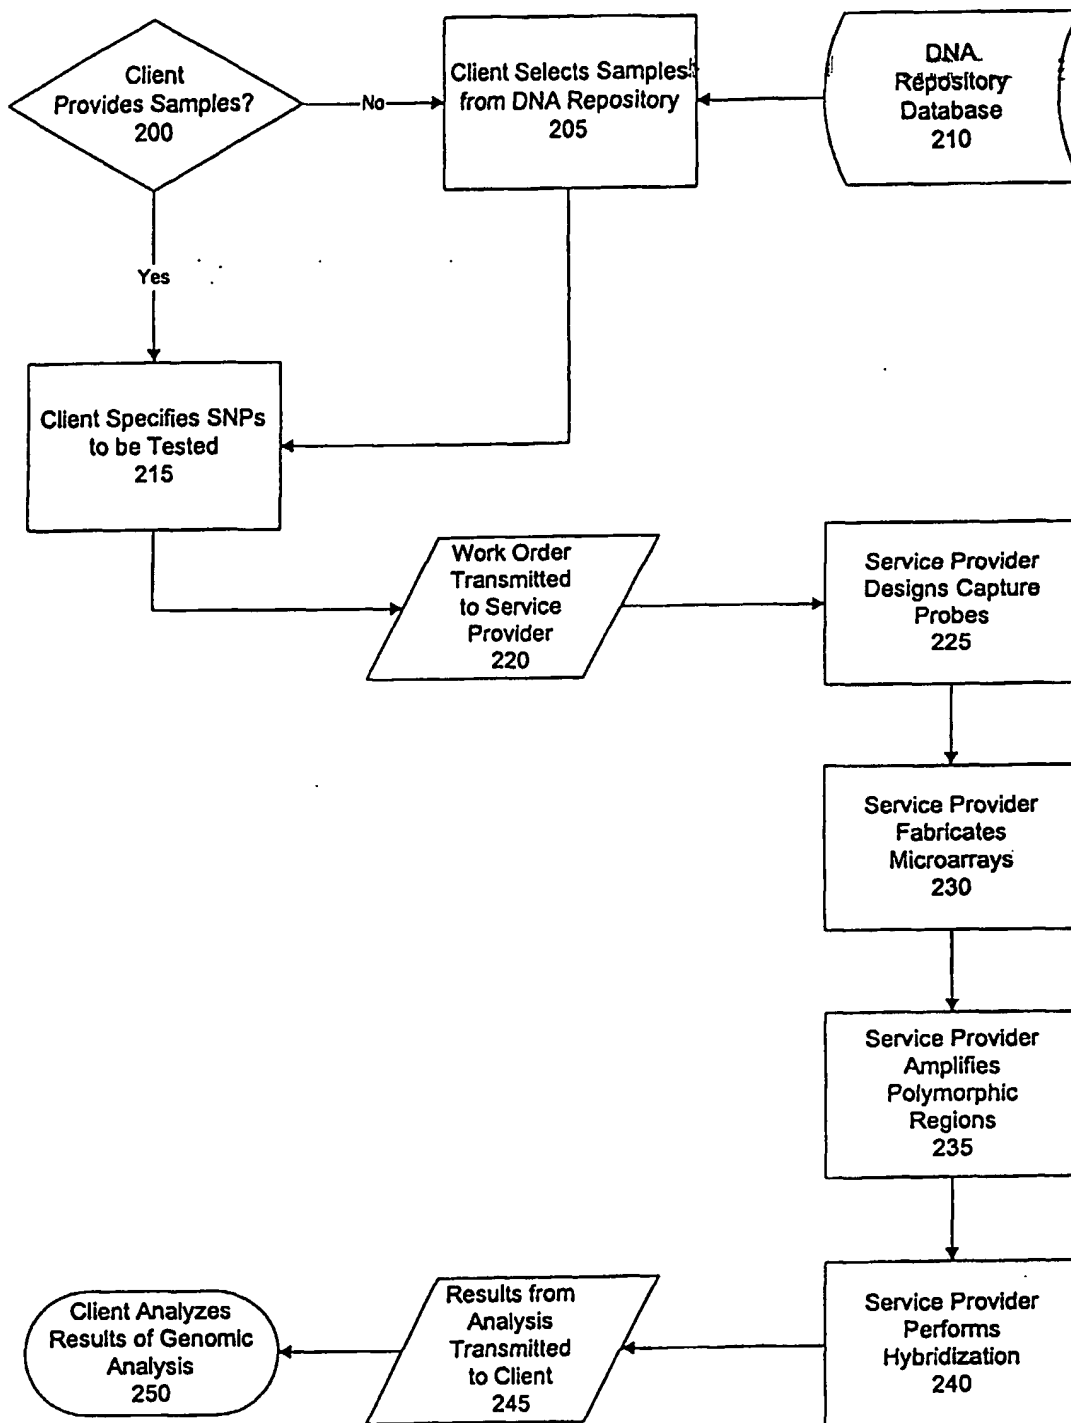 Client
Provides Samples?
200
No
Client Selects Samples
from DNA Repository
205
DNA
Repository
Database
210
Yes
Client Specifies SNPs
to be Tested
215
Work Order
Transmitted
to Service
Provider
220
Service Provider
Designs Capture
Probes
225
Service Provider
Fabricates
Microarrays
230
Service Provider
Amplifies
Polymorphic
Regions
235
Service Provider
Performs
Hybridization
240
Results from
Analysis
Transmitted
to Client
245
Client Analyzes
Results of Genomic
Analysis
250